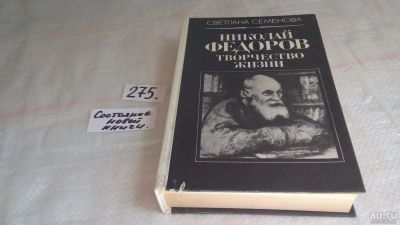 СВЕТЛАНА СЕМЕНОВА
НИКОЛАЙ
ФЕДОРОВ
ТВОРЧЕСТВО
ЖИЗНИ
275.
Состояние
новой
книги.
au.ru